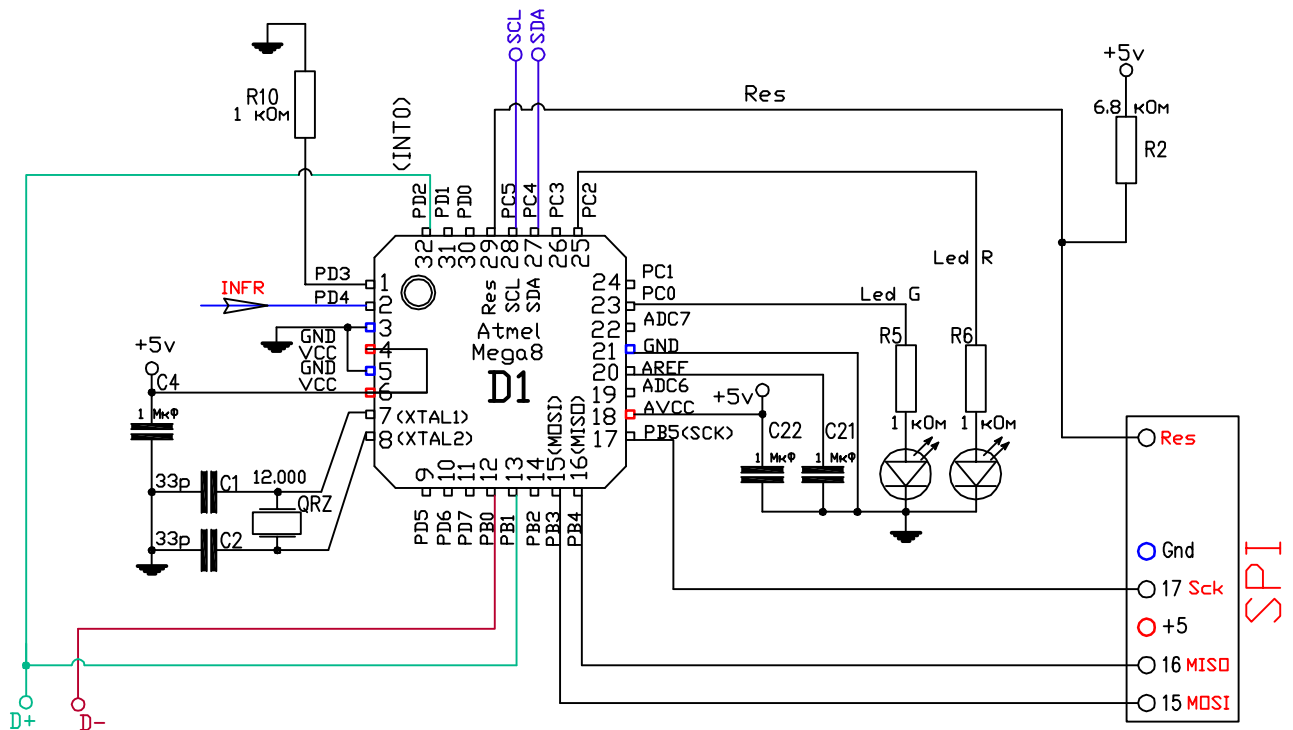 SCL
SDA
+5v
R10
1 кОм
(INT0)
Res
6.8 кОм
R2
PD2
PD1
PD0
PC5
PC4
PC3
PC2
32
31
30
29
28
27
26
25
Led R
INFR
PD3
PD4
GND
VCC
GND
VCC
1
2
3
4
5
6
7 (XTAL1)
8 (XTAL2)
Res
SCL
SDA
Atmel
Mega8
D1
24
23
22
21
20
19
18
17
PC1
PC0
ADC7
GND
AREF
ADC6
AVCC
PB5(SCK)
Led G
R5
R6
1 кОм
1 кОм
+5v
C4
1 Мкф
+5v
C22
C21
1 Мкф
1 Мкф
33p
C1
12.000
QRZ
33p
C2
9
10
11
12
13
14
15(MOSI)
16(MISO)
PD5
PD6
PD7
PB0
PB1
PB2
PB3
PB4
Res
Gnd
17 Sck
+5
16 MISO
15 MOSI
SPI
D+
D-